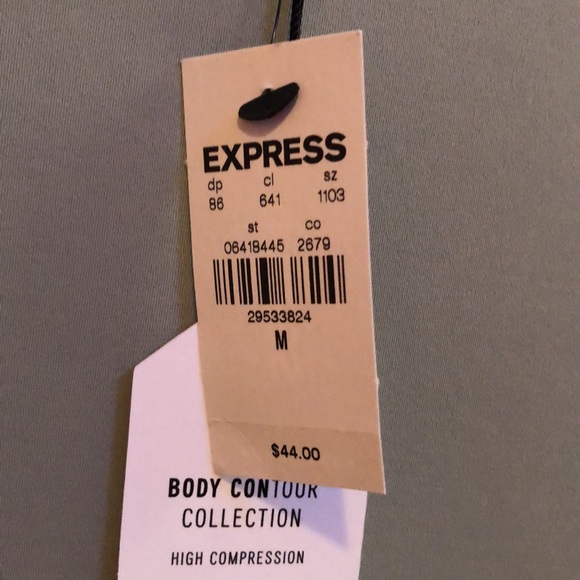 EXPRESS
dp cl sz
86 641 1103
st co
06418445 2679
29533824
M
$44.00
BODY CONTOUR
COLLECTION
HIGH COMPRESSION